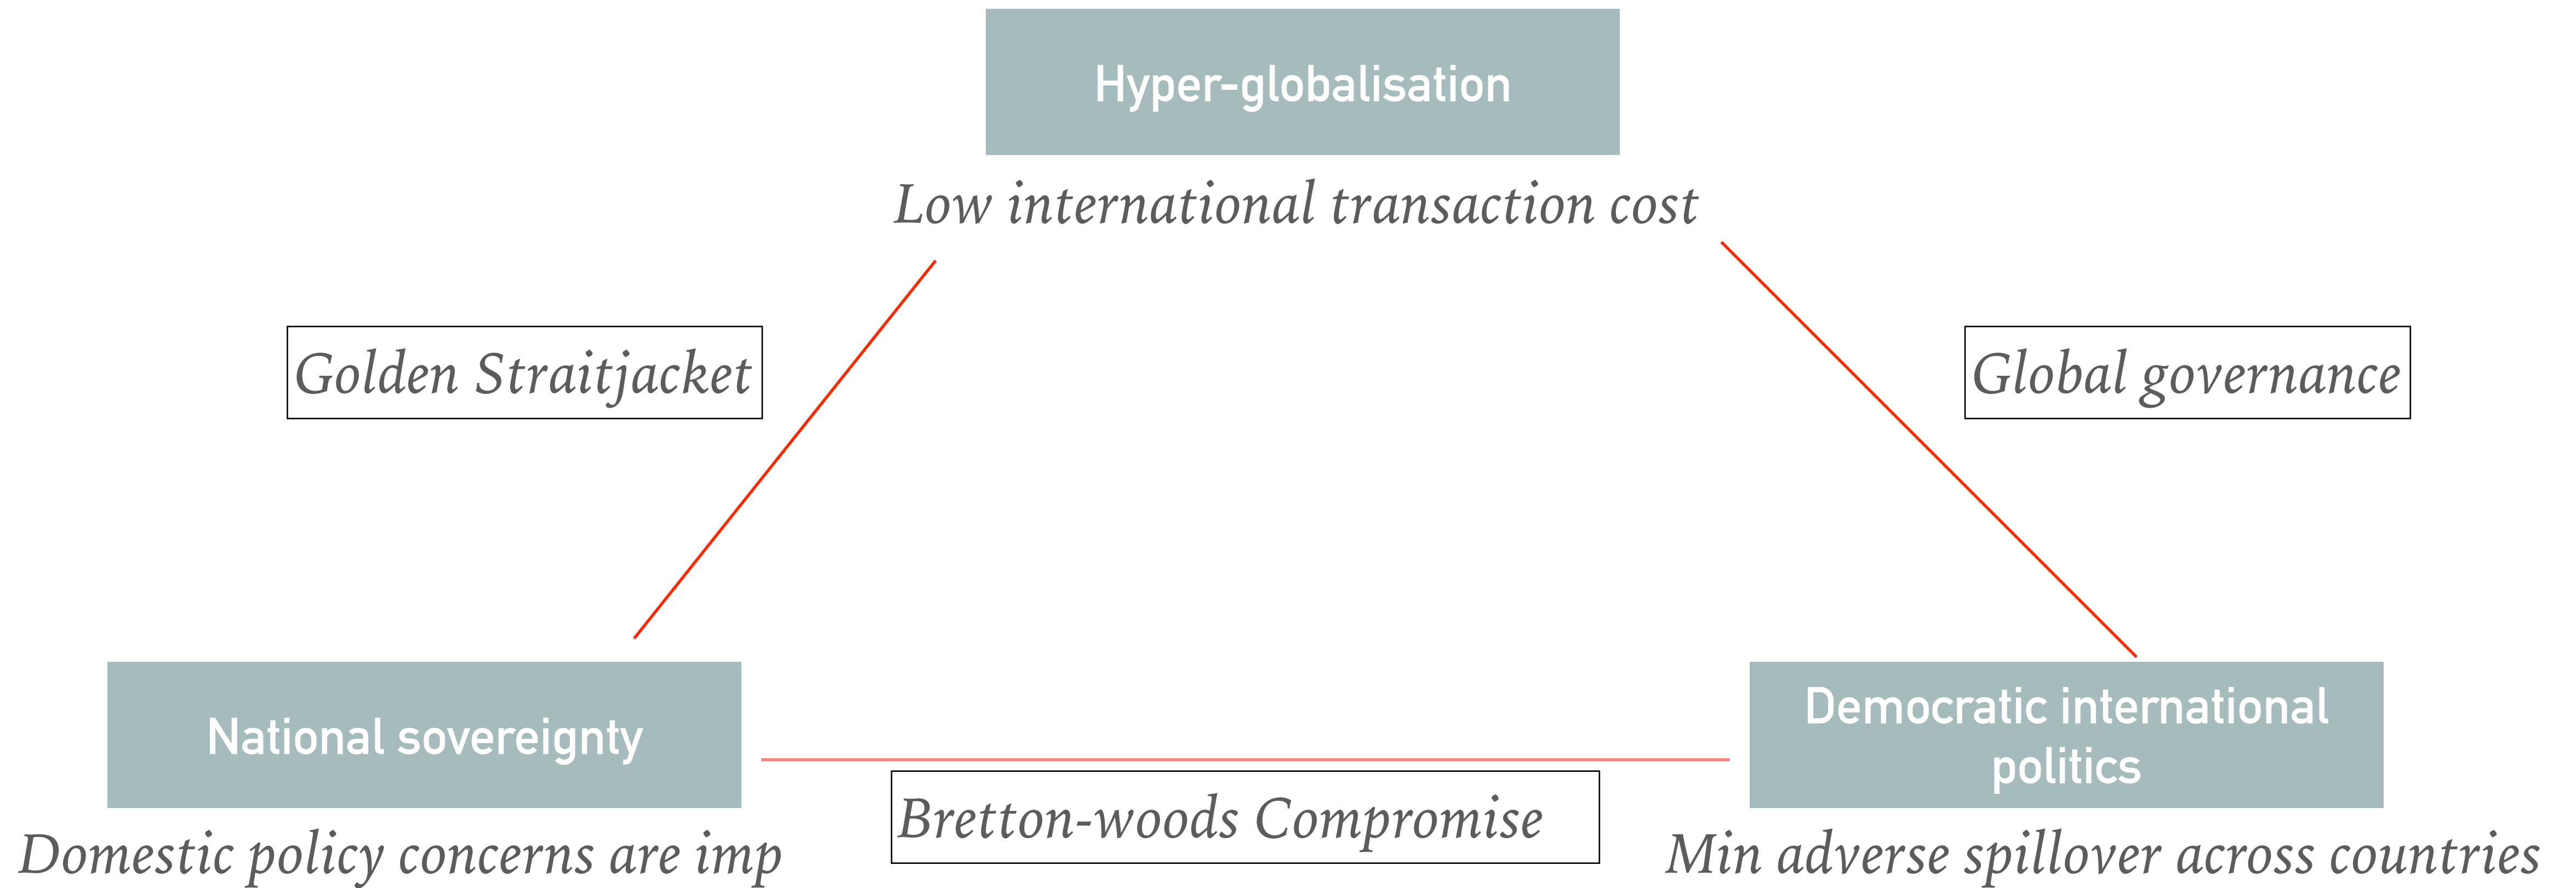 Hyper-globalisation
Low international transaction cost
Golden Straitjacket
Global governance
National sovereignty
Democratic international
politics
Domestic policy concerns are imp
Bretton-woods Compromise
Min adverse spillover across countries